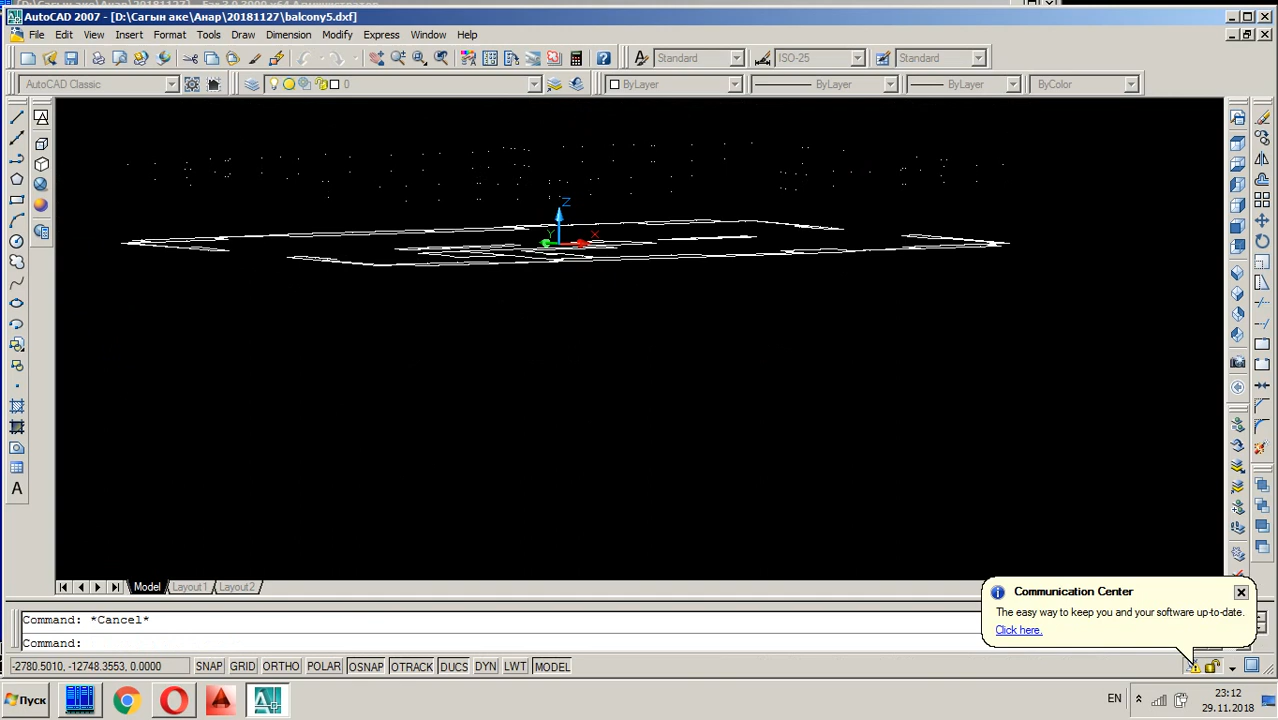 AutoCAD 2007 - [D:\Сагын аке\Анар\20181127\balcony5.dxf]
File Edit View Insert Format Tools Draw Dimension Modify Express Window Help
Standard ISO-25 Standard
AutoCAD Classic 0 ByLayer ByLayer ByLayer ByColor
Z
Y X
Model Layout1 Layout2
Communication Center
The easy way to keep you and your software up-to-date.
Click here.
Command: *Cancel*
Command:
-2780.5010, -12748.3553, 0.0000 SNAP GRID ORTHO POLAR OSNAP OTRACK DUCS DYN LWT MODEL
Пуск EN 23:12
29.11.2018